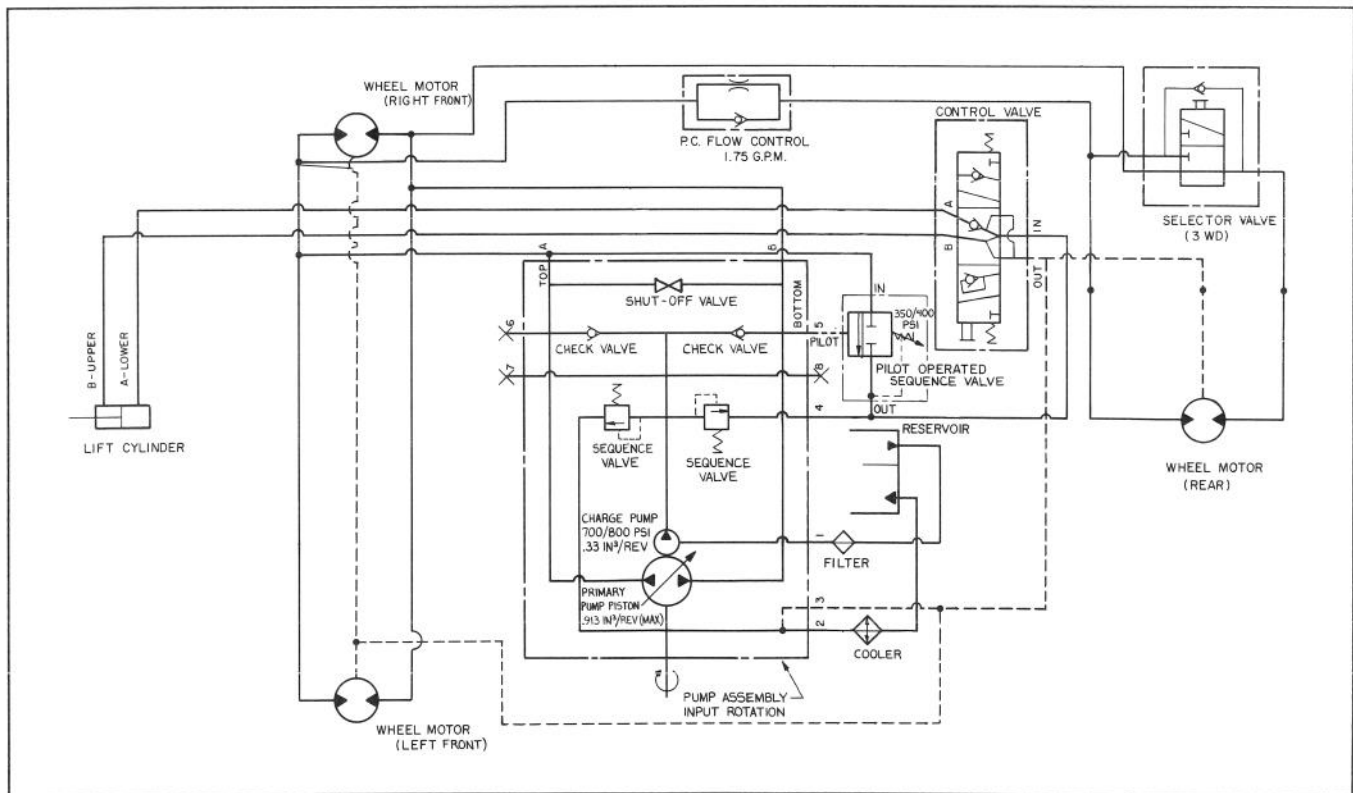 WHEEL MOTOR
(RIGHT FRONT)
P.C. FLOW CONTROL
1.75 G.P.M.
CONTROL VALVE
A
B
IN
OUT
SELECTOR VALVE
(3 WD)
B-UPPER
A-LOWER
LIFT CYLINDER
A
TOP
B
BOTTOM
SHUT-OFF VALVE
6
CHECK VALVE
CHECK VALVE
5
PILOT
IN
350/400
PSI
PILOT OPERATED
SEQUENCE VALVE
OUT
7
8
4
SEQUENCE
VALVE
SEQUENCE
VALVE
RESERVOIR
WHEEL MOTOR
(REAR)
CHARGE PUMP
700/800 PSI
.33 IN³/REV
1
FILTER
PRIMARY
PUMP PISTON
.913 IN³/REV(MAX)
3
2
COOLER
PUMP ASSEMBLY
INPUT ROTATION
WHEEL MOTOR
(LEFT FRONT)